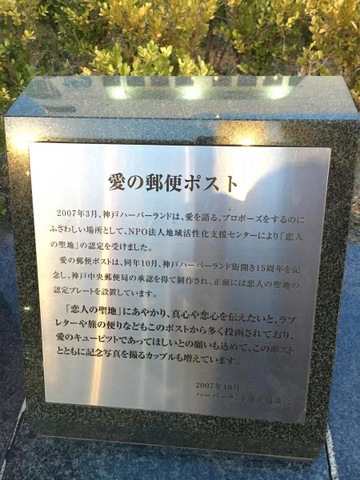 愛の郵便ポスト
2007年3月、神戸ハーバーランドは、愛を語る、プロポーズをするのに
ふさわしい場所として、NPO法人地域活性化支援センターにより「恋人
の聖地」の認定を受けました。
愛の郵便ポストは、同年10月、神戸ハーバーランド街開き15周年を記
念し、神戸中央郵便局の承認を得て制作され、正面には恋人の聖地の
認定プレートを設置しています。
「恋人の聖地」にあやかり、真心や恋心を伝えたいと、ラブ
レターや旅の便りなどもこのポストから多く投函されており、
愛のキューピットであってほしいとの願いも込めて、このポスト
とともに記念写真を撮るカップルも増えています。
2007年10月
ハーバーランド運営協議会